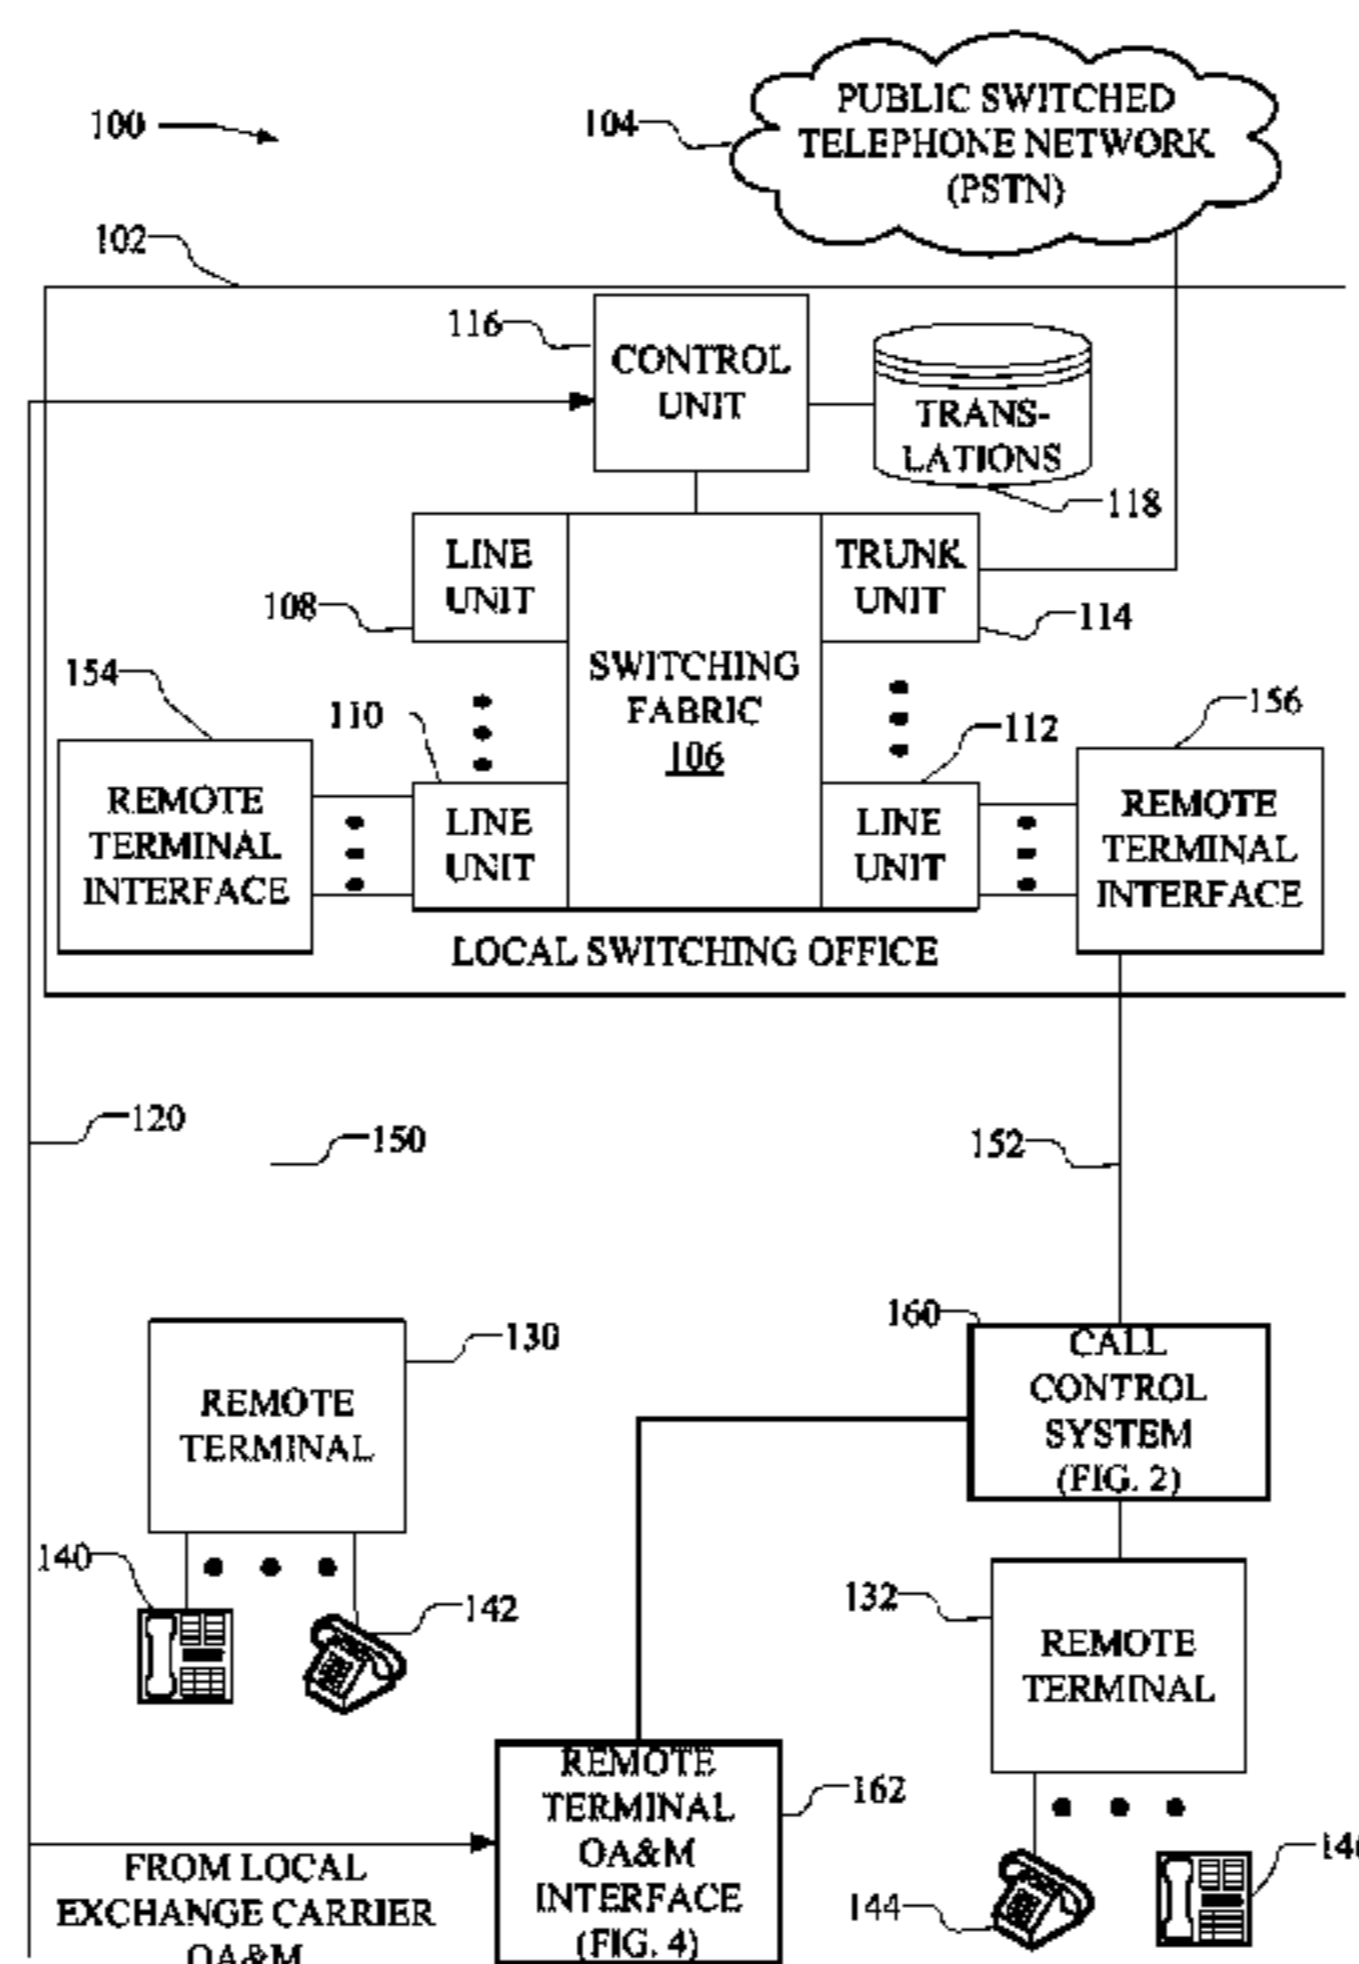 100
104
PUBLIC SWITCHED
TELEPHONE NETWORK
(PSTN)
102
116
CONTROL
UNIT
TRANS-
LATIONS
118
LINE
UNIT
108
TRUNK
UNIT
114
SWITCHING
FABRIC
106
154
110
112
156
REMOTE
TERMINAL
INTERFACE
LINE
UNIT
LINE
UNIT
REMOTE
TERMINAL
INTERFACE
LOCAL SWITCHING OFFICE
120
150
152
160
CALL
CONTROL
SYSTEM
(FIG. 2)
130
REMOTE
TERMINAL
140
142
132
REMOTE
TERMINAL
REMOTE
TERMINAL
OA&M
INTERFACE
(FIG. 4)
162
FROM LOCAL
EXCHANGE CARRIER
OA&M
144